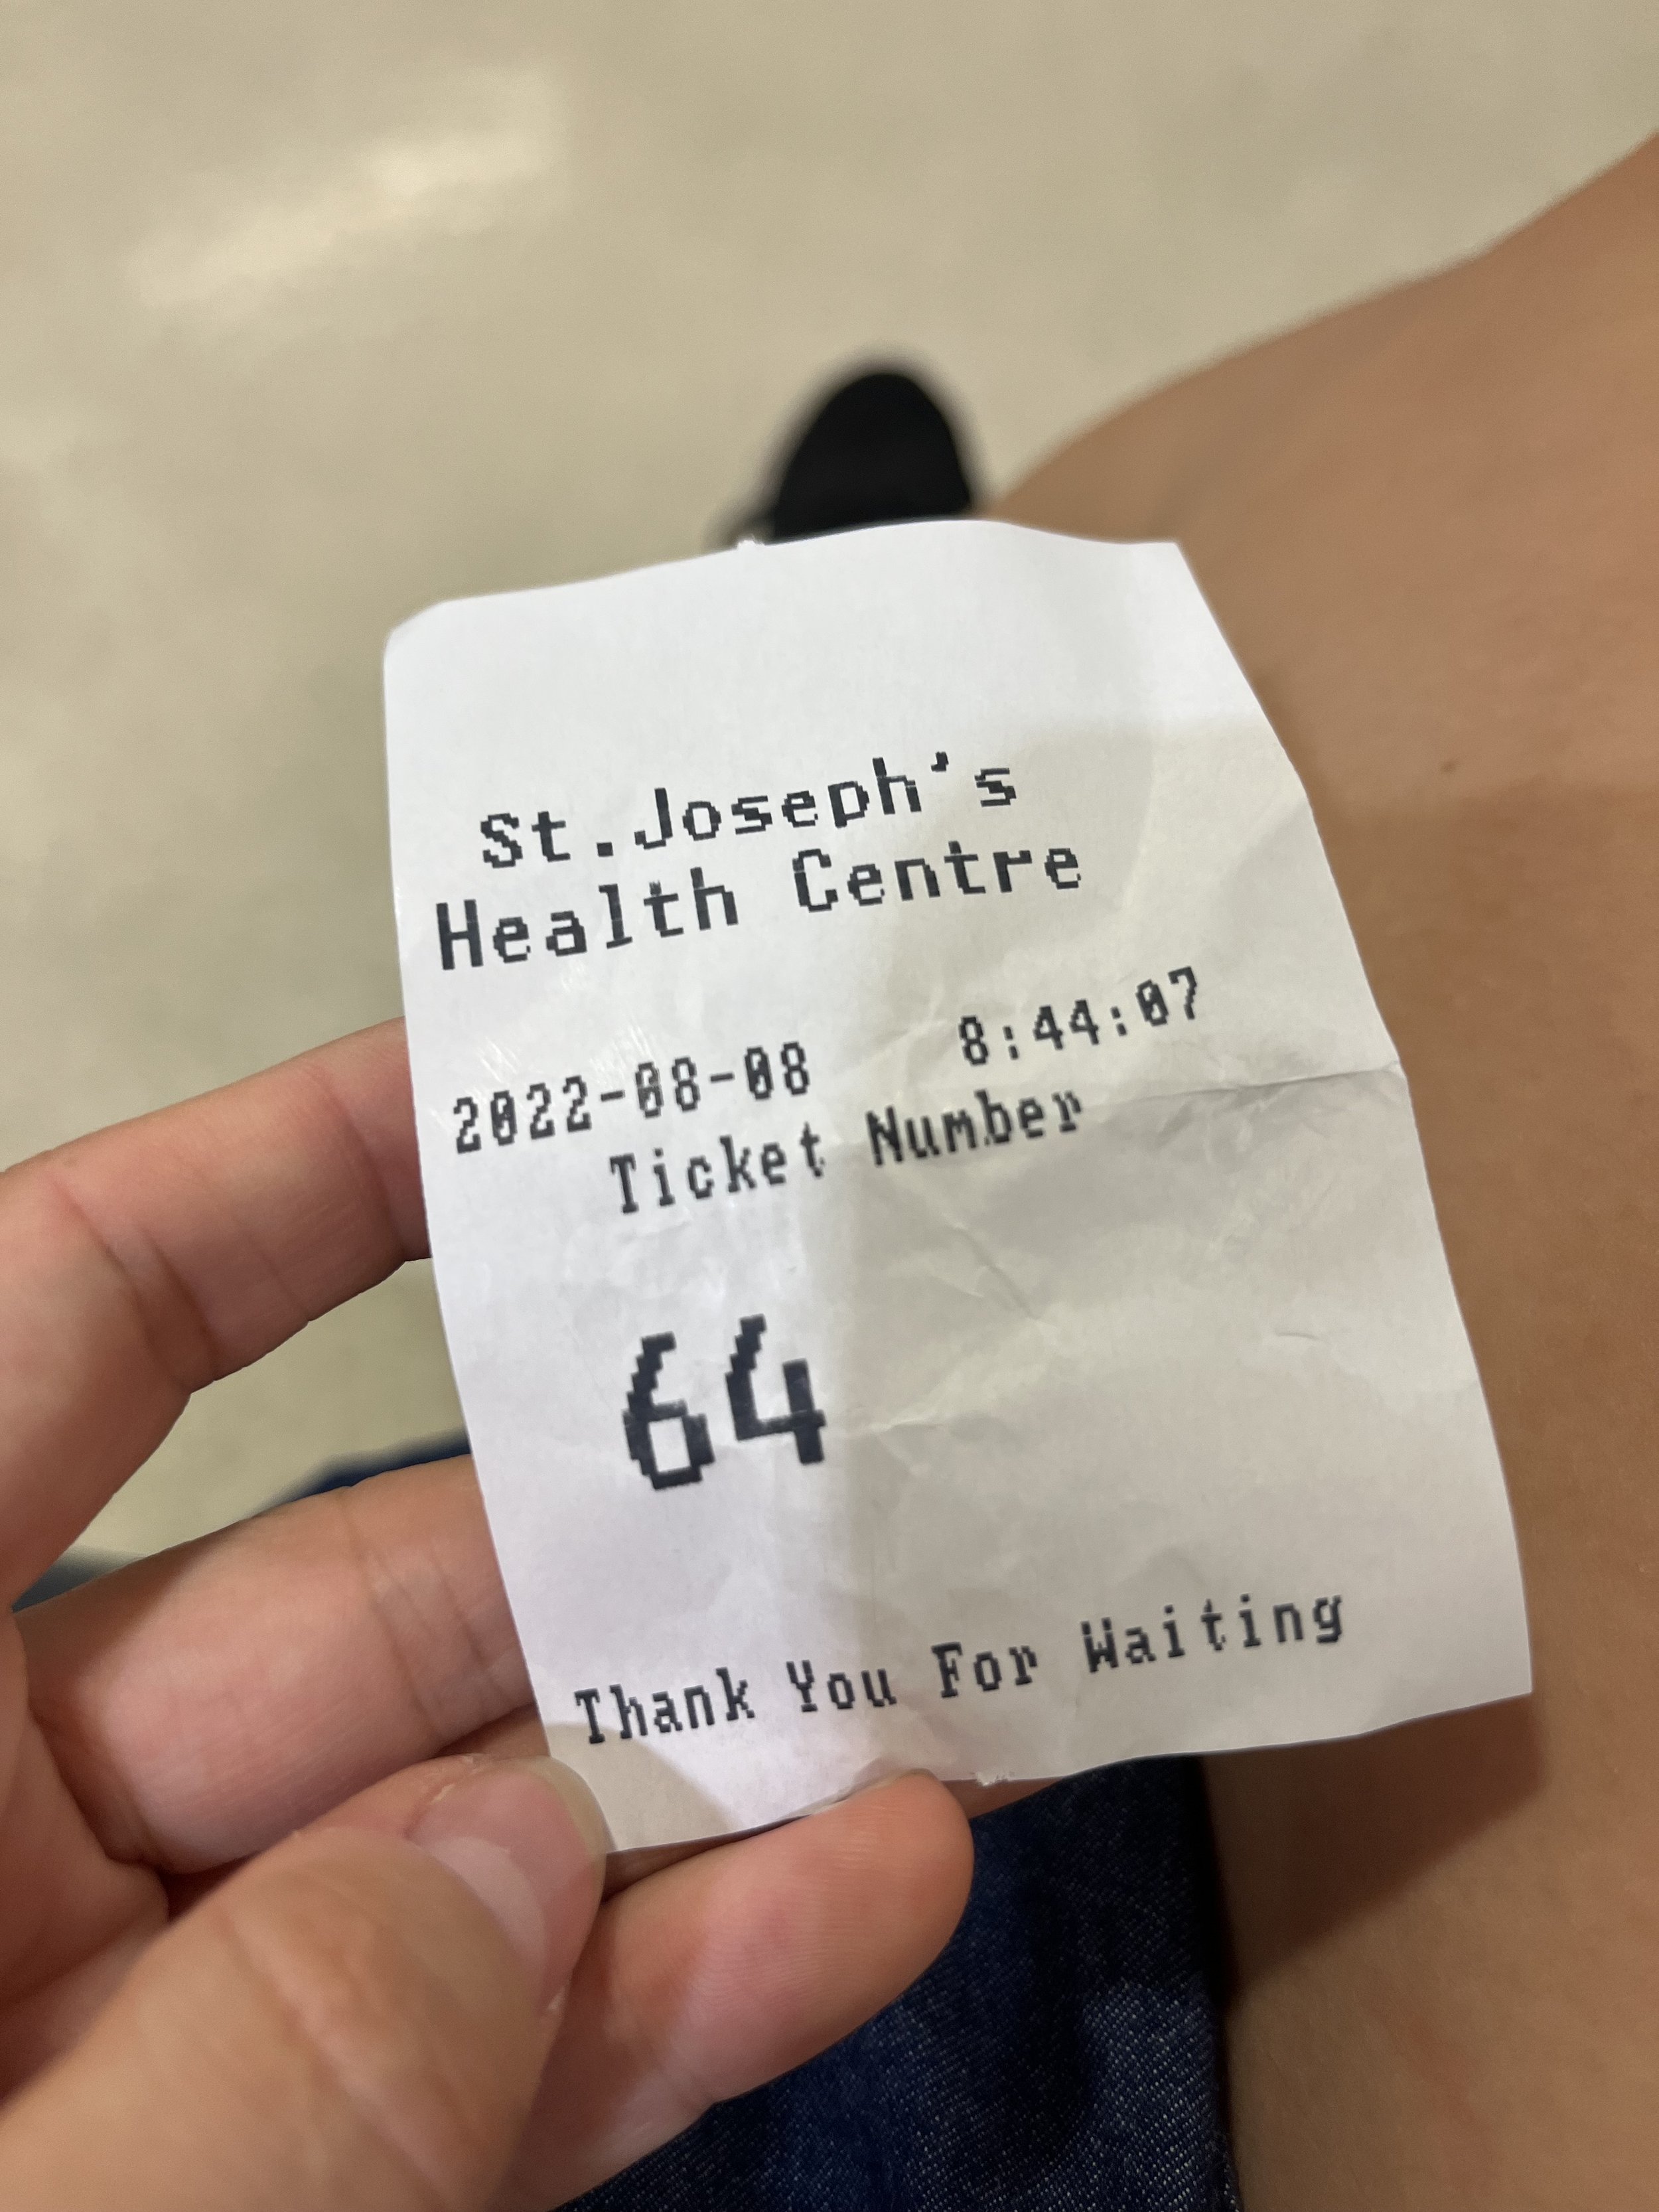 St.Joseph's
Health Centre
2022-08-08 8:44:07
Ticket Number
64
Thank You For Waiting